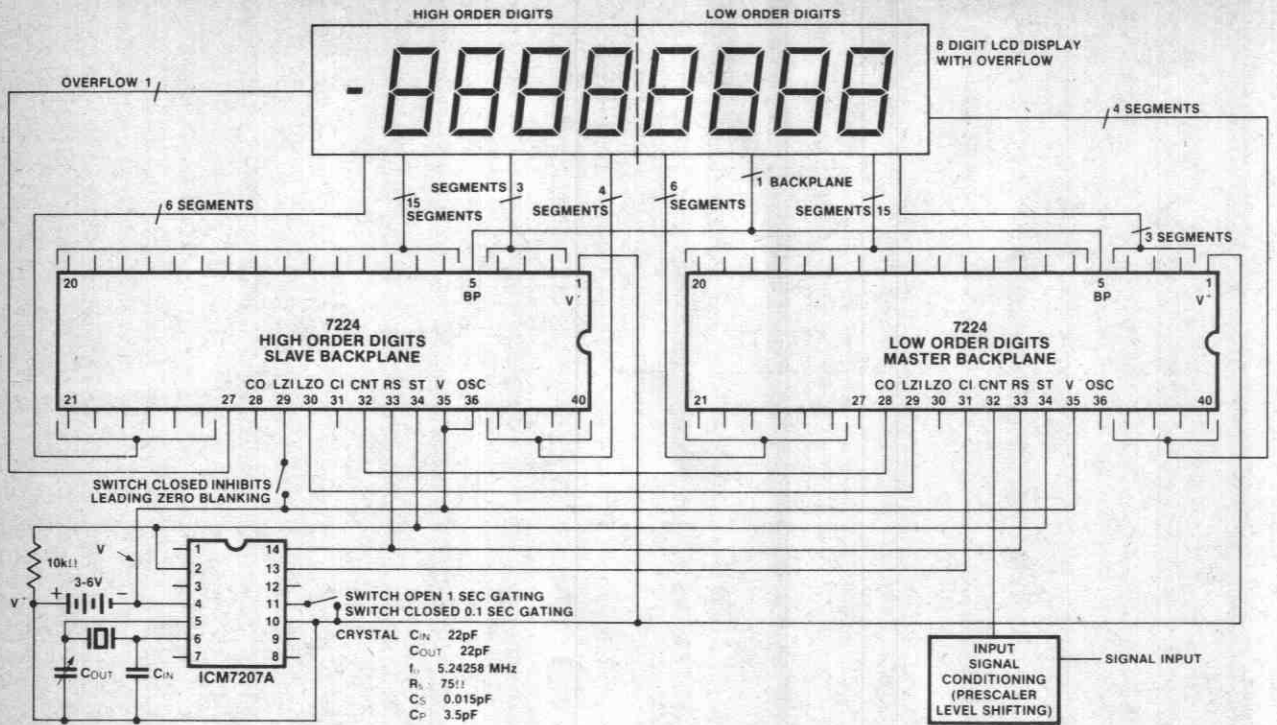 HIGH ORDER DIGITS
LOW ORDER DIGITS
8 DIGIT LCD DISPLAY
WITH OVERFLOW
OVERFLOW 1
4 SEGMENTS
6 SEGMENTS
15
SEGMENTS
SEGMENTS 3
4
SEGMENTS
6
SEGMENTS
1 BACKPLANE
SEGMENTS 15
3 SEGMENTS
20
5
BP
1
V
7224
HIGH ORDER DIGITS
SLAVE BACKPLANE
CO LZI LZO CI CNT RS ST V OSC
21
27 28 29 30 31 32 33 34 35 36
40
20
5
BP
1
V+
7224
LOW ORDER DIGITS
MASTER BACKPLANE
CO LZI LZO CI CNT RS ST V OSC
21
27 28 29 30 31 32 33 34 35 36
40
SWITCH CLOSED INHIBITS
LEADING ZERO BLANKING
10kΩ
V
3-6V
V+
+
−
1
2
3
4
5
6
7
14
13
12
11
10
9
8
ICM7207A
COUT
CIN
SWITCH OPEN 1 SEC GATING
SWITCH CLOSED 0.1 SEC GATING
CRYSTAL CIN 22pF
COUT 22pF
5.24258 MHz
75Ω
CS 0.015pF
CP 3.5pF
INPUT
SIGNAL
CONDITIONING
(PRESCALER
LEVEL SHIFTING)
SIGNAL INPUT